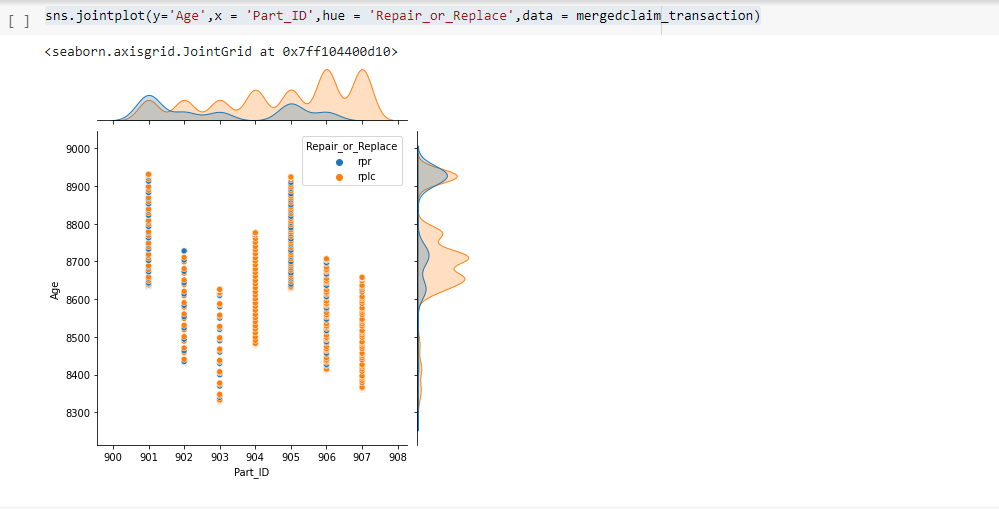 [ ]
sns.jointplot(y='Age',x = 'Part_ID',hue = 'Repair_or_Replace',data = mergedclaim_transaction)
<seaborn.axisgrid.JointGrid at 0x7ff104400d10>
Repair_or_Replace
rpr
rplc
9000
8900
8800
8700
8600
8500
8400
8300
Age
900 901 902 903 904 905 906 907 908
Part_ID